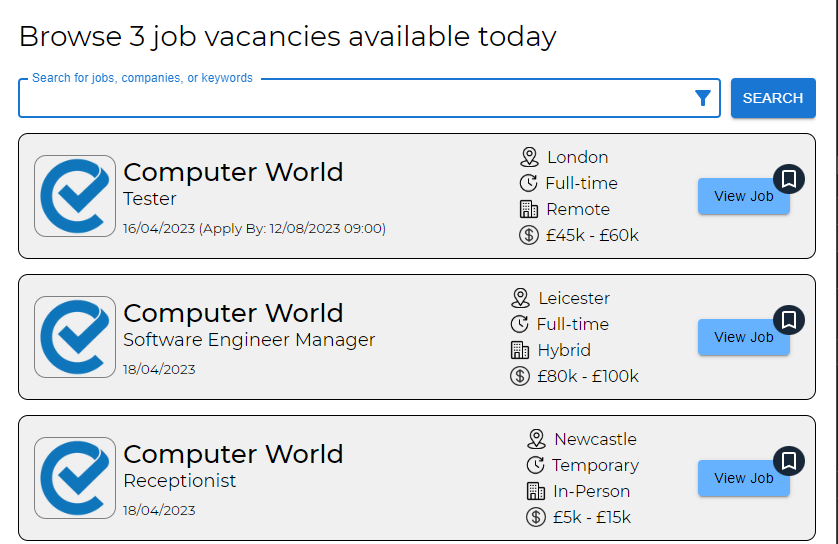 Browse 3 job vacancies available today
Search for jobs, companies, or keywords
SEARCH
Computer World
Tester
16/04/2023 (Apply By: 12/08/2023 09:00)
London
Full-time
Remote
£45k - £60k
View Job
Computer World
Software Engineer Manager
18/04/2023
Leicester
Full-time
Hybrid
£80k - £100k
View Job
Computer World
Receptionist
18/04/2023
Newcastle
Temporary
In-Person
£5k - £15k
View Job